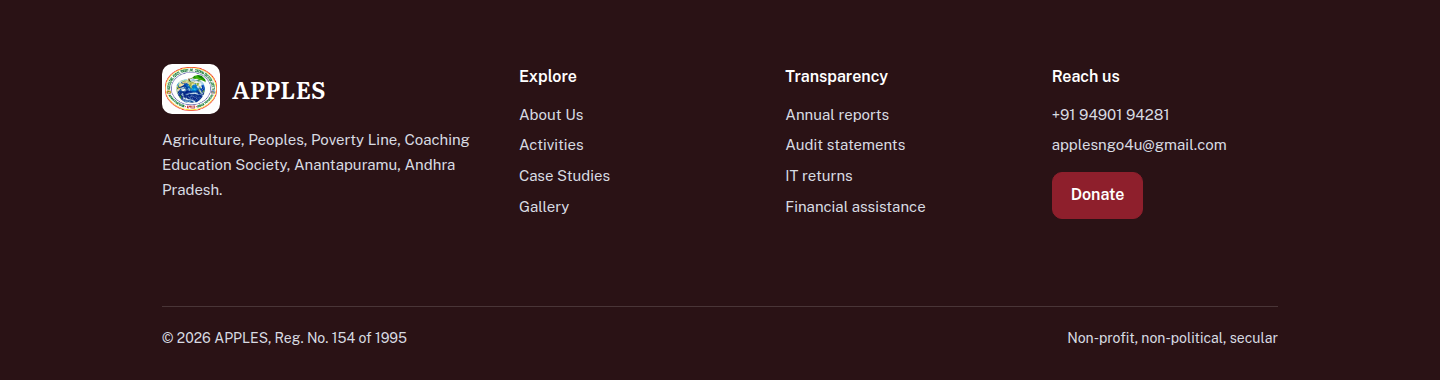 APPLES
Agriculture, Peoples, Poverty Line, Coaching
Education Society, Anantapuramu, Andhra
Pradesh.
Explore
About Us
Activities
Case Studies
Gallery
Transparency
Annual reports
Audit statements
IT returns
Financial assistance
Reach us
+91 94901 94281
applesngo4u@gmail.com
Donate
© 2026 APPLES, Reg. No. 154 of 1995
Non-profit, non-political, secular